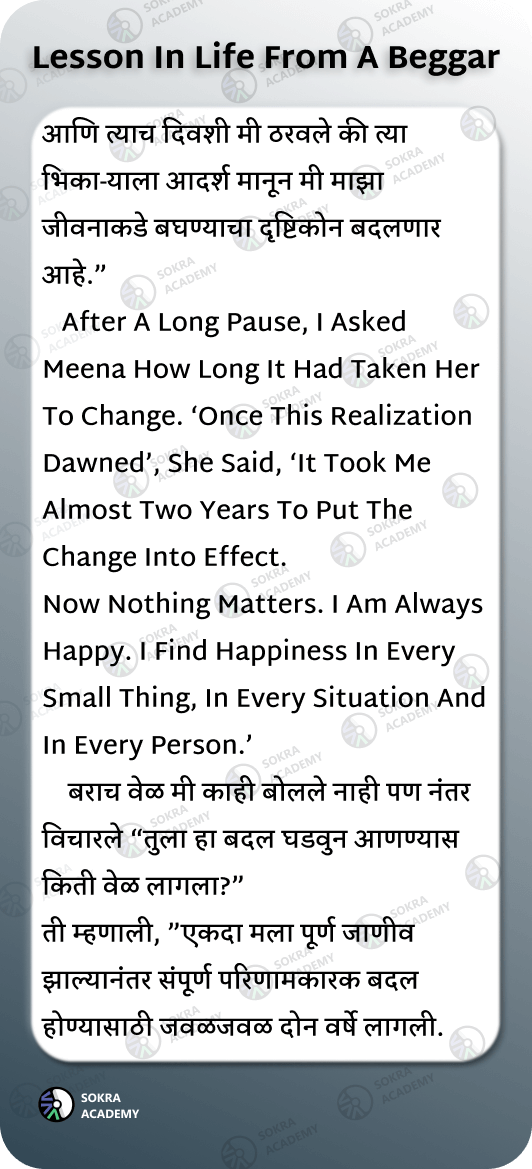 Lesson In Life From A Beggar
आणि त्याच दिवशी मी ठरवले की त्या
भिका-याला आदर्श मानून मी माझा
जीवनाकडे बघण्याचा दृष्टिकोन बदलणार
आहे.”
After A Long Pause, I Asked
Meena How Long It Had Taken Her
To Change. ‘Once This Realization
Dawned’, She Said, ‘It Took Me
Almost Two Years To Put The
Change Into Effect.
Now Nothing Matters. I Am Always
Happy. I Find Happiness In Every
Small Thing, In Every Situation And
In Every Person.’
बराच वेळ मी काही बोलले नाही पण नंतर
विचारले “तुला हा बदल घडवुन आणण्यास
किती वेळ लागला?”
ती म्हणाली, ”एकदा मला पूर्ण जाणीव
झाल्यानंतर संपूर्ण परिणामकारक बदल
होण्यासाठी जवळजवळ दोन वर्षे लागली.
SOKRA
ACADEMY